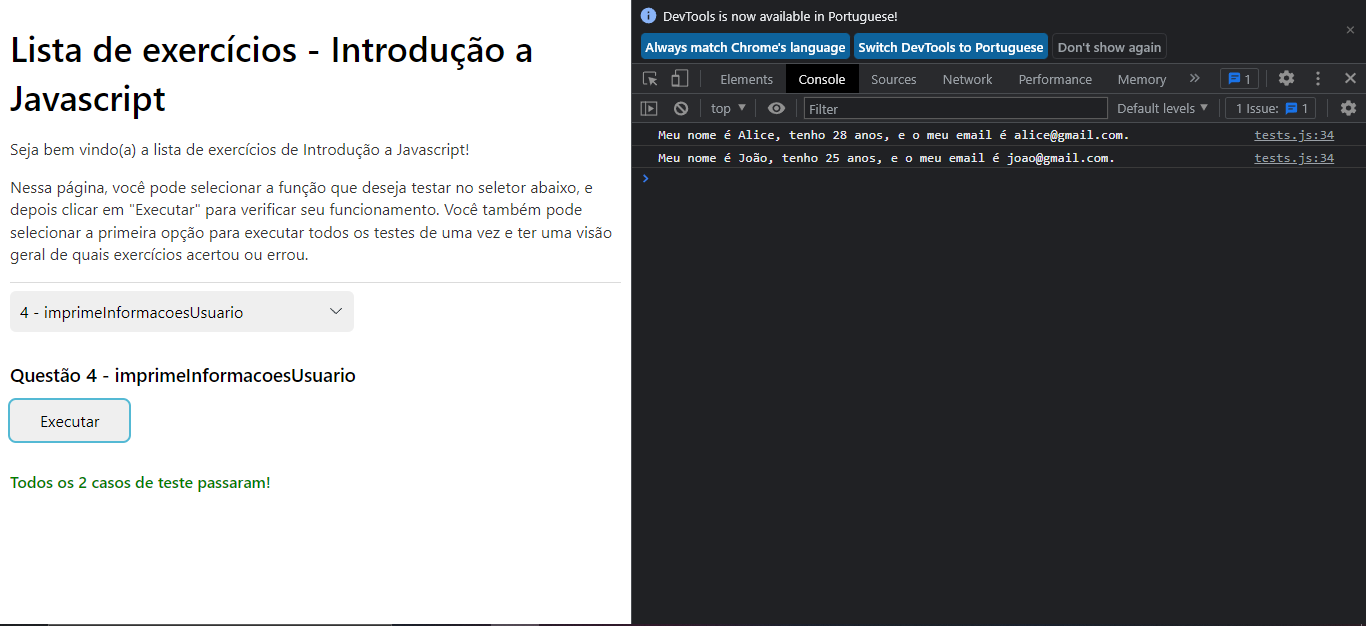 Lista de exercícios - Introdução a
Javascript
Seja bem vindo(a) a lista de exercícios de Introdução a Javascript!
Nessa página, você pode selecionar a função que deseja testar no seletor abaixo, e
depois clicar em "Executar" para verificar seu funcionamento. Você também pode
selecionar a primeira opção para executar todos os testes de uma vez e ter uma visão
geral de quais exercícios acertou ou errou.
4 - imprimeInformacoesUsuario
Questão 4 - imprimeInformacoesUsuario
Executar
Todos os 2 casos de teste passaram!
DevTools is now available in Portuguese!
Always match Chrome's language Switch DevTools to Portuguese Don't show again
Elements Console Sources Network Performance Memory 1
top Filter Default levels 1 Issue: 1
Meu nome é Alice, tenho 28 anos, e o meu email é alice@gmail.com. tests.js:34
Meu nome é João, tenho 25 anos, e o meu email é joao@gmail.com. tests.js:34